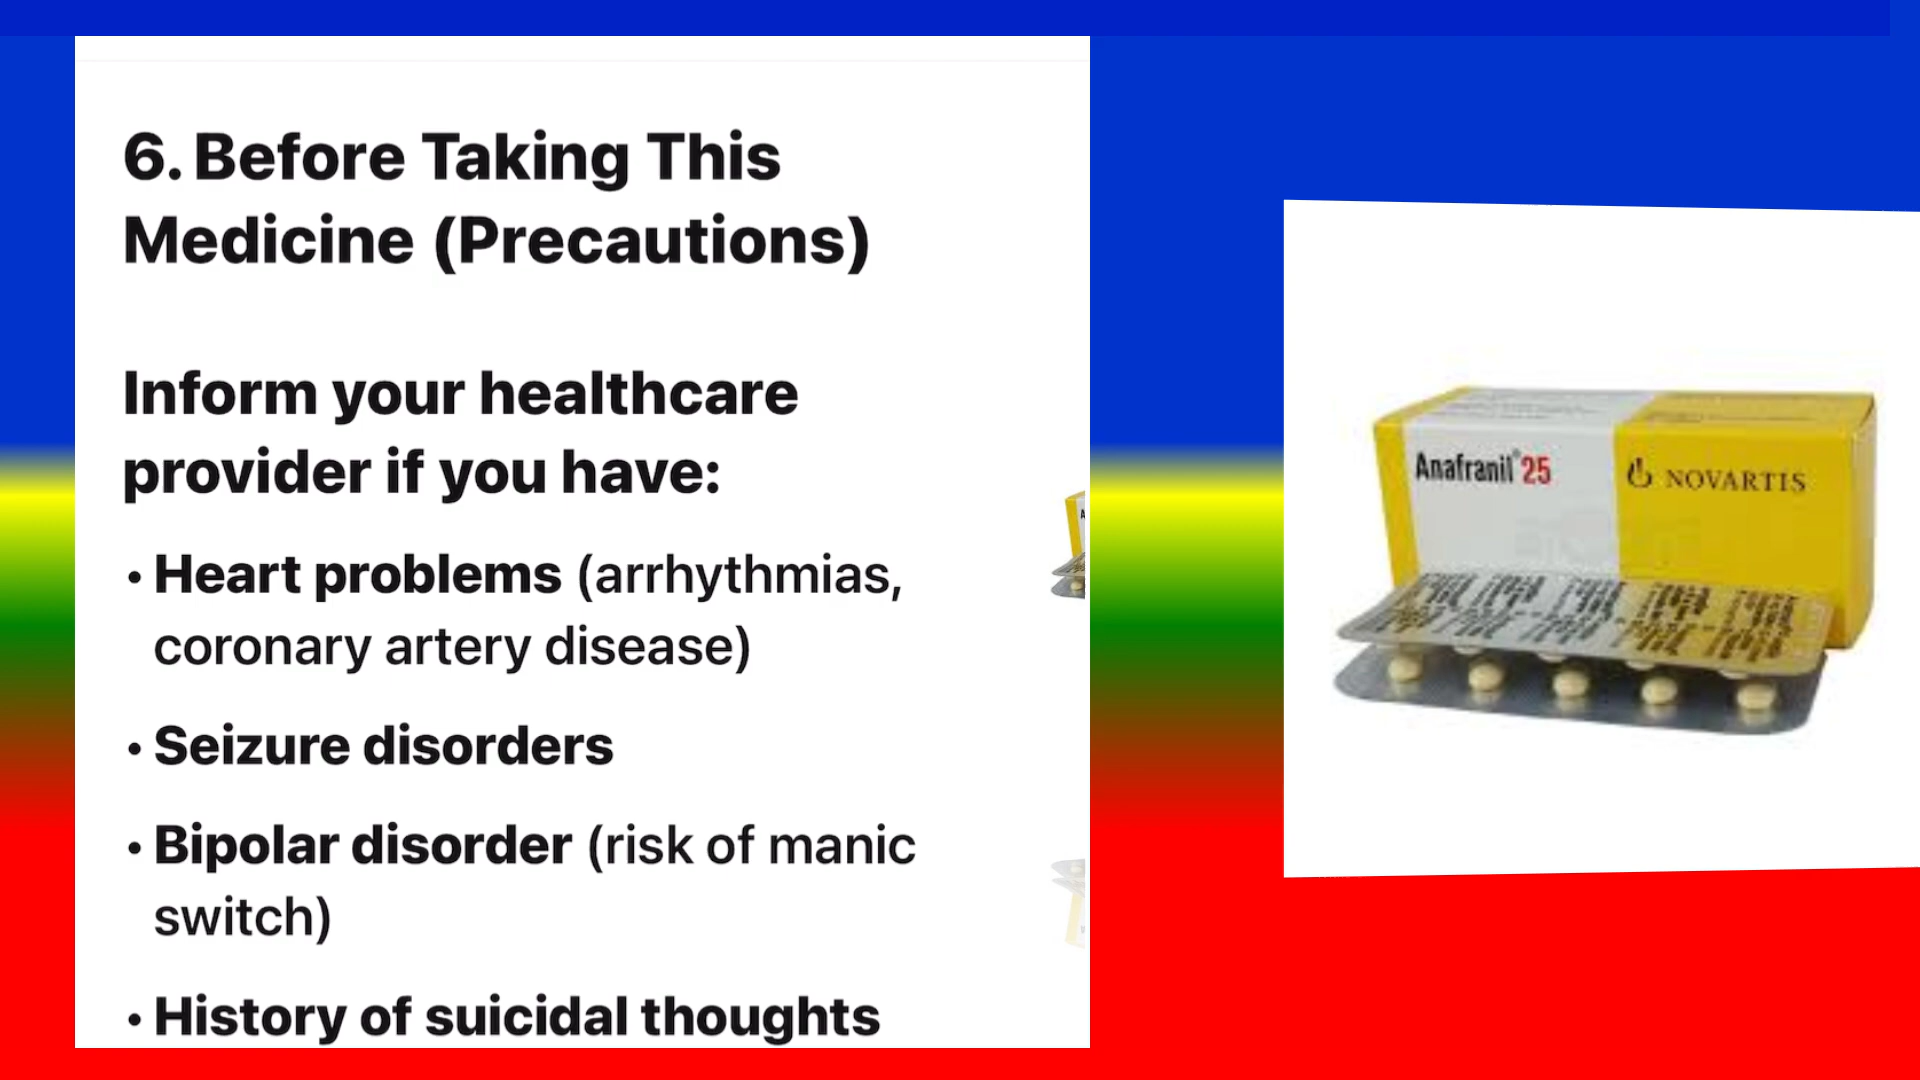 6. Before Taking This
Medicine (Precautions)
Inform your healthcare
provider if you have:
• Heart problems (arrhythmias,
coronary artery disease)
• Seizure disorders
• Bipolar disorder (risk of manic
switch)
• History of suicidal thoughts
Anafranil® 25
NOVARTIS